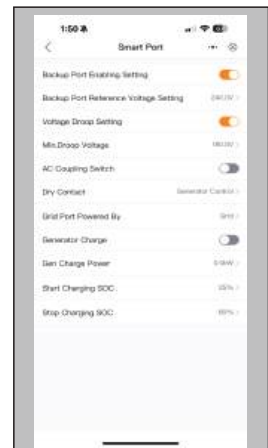 1:50
Smart Port
Backup Port Enabling Setting
Backup Port Reference Voltage Setting
Voltage Droop Setting
Min.Droop Voltage
AC Coupling Switch
Dry Contact Generator Control
Grid Port Powered By Grid
Generator Charge
Gen Charge Power
Start Charging SOC
Stop Charging SOC